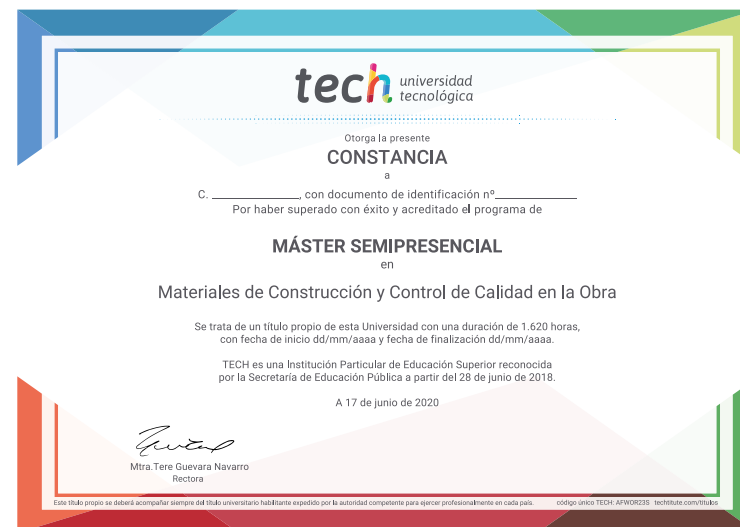 tech universidad
tecnológica
Otorga la presente
CONSTANCIA
a
C. ______________, con documento de identificación nº_____________
Por haber superado con éxito y acreditado el programa de
MÁSTER SEMIPRESENCIAL
en
Materiales de Construcción y Control de Calidad en la Obra
Se trata de un título propio de esta Universidad con una duración de 1.620 horas,
con fecha de inicio dd/mm/aaaa y fecha de finalización dd/mm/aaaa.
TECH es una Institución Particular de Educación Superior reconocida
por la Secretaría de Educación Pública a partir del 28 de junio de 2018.
A 17 de junio de 2020
Mtra.Tere Guevara Navarro
Rectora
Este título propio se deberá acompañar siempre del título universitario habilitante expedido por la autoridad competente para ejercer profesionalmente en cada país. código único TECH: AFWOR23S techtitute.com/titulos